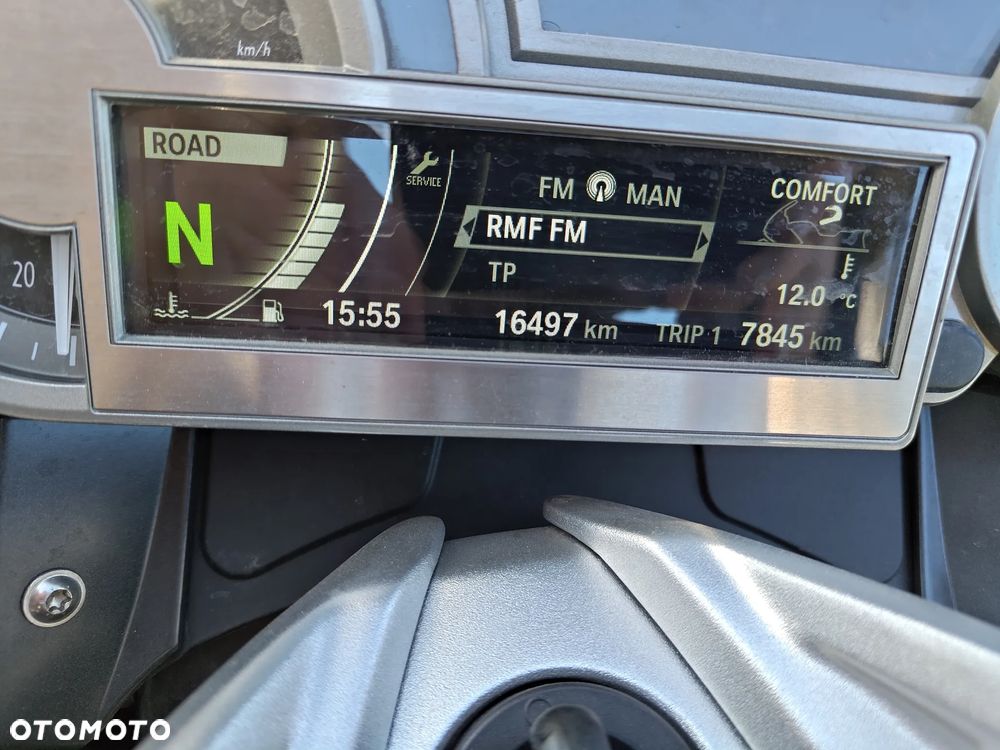 km/h
ROAD
SERVICE
FM MAN
COMFORT
N
RMF FM
20
TP
12.0 °C
15:55
16497 km
TRIP 1 7845 km
OTOMOTO